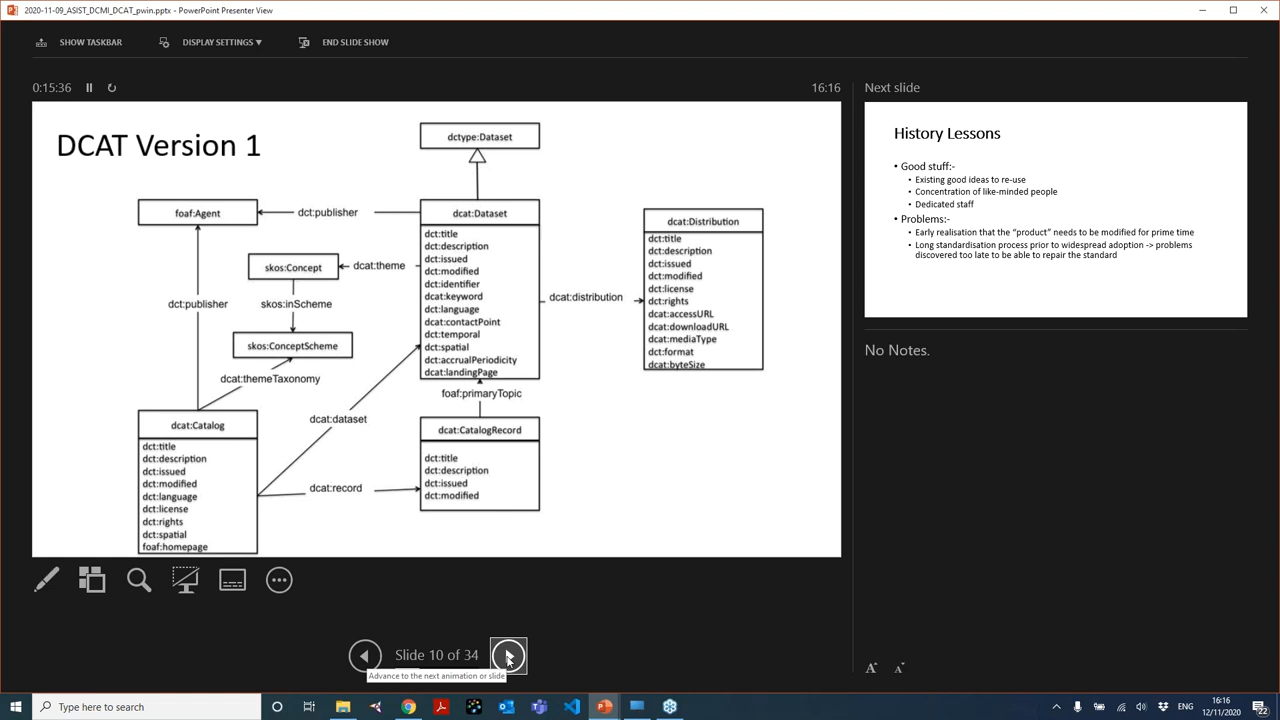 2020-11-09_ASIST_DCMI_DCAT_pwin.pptx - PowerPoint Presenter View
SHOW TASKBAR
DISPLAY SETTINGS ▼
END SLIDE SHOW
0:15:36
16:16
Next slide
DCAT Version 1
dctype:Dataset
foaf:Agent
dct:publisher
dcat:Dataset
dct:title
dct:description
dct:issued
dct:modified
dct:identifier
dcat:keyword
dct:language
dcat:contactPoint
dct:temporal
dct:spatial
dct:accrualPeriodicity
dcat:landingPage
dcat:Distribution
dct:title
dct:description
dct:issued
dct:modified
dct:license
dct:rights
dcat:accessURL
dcat:downloadURL
dcat:mediaType
dct:format
dcat:byteSize
skos:Concept
dcat:theme
dct:publisher
skos:inScheme
dcat:distribution
skos:ConceptScheme
dcat:themeTaxonomy
foaf:primaryTopic
dcat:Catalog
dct:title
dct:description
dct:issued
dct:modified
dct:language
dct:license
dct:rights
dct:spatial
foaf:homepage
dcat:dataset
dcat:record
dcat:CatalogRecord
dct:title
dct:description
dct:issued
dct:modified
History Lessons
• Good stuff:-
• Existing good ideas to re-use
• Concentration of like-minded people
• Dedicated staff
• Problems:-
• Early realisation that the “product” needs to be modified for prime time
• Long standardisation process prior to widespread adoption -> problems
discovered too late to be able to repair the standard
No Notes.
Slide 10 of 34
Advance to the next animation or slide
A A
Type here to search
ENG
16:16
12/11/2020
22